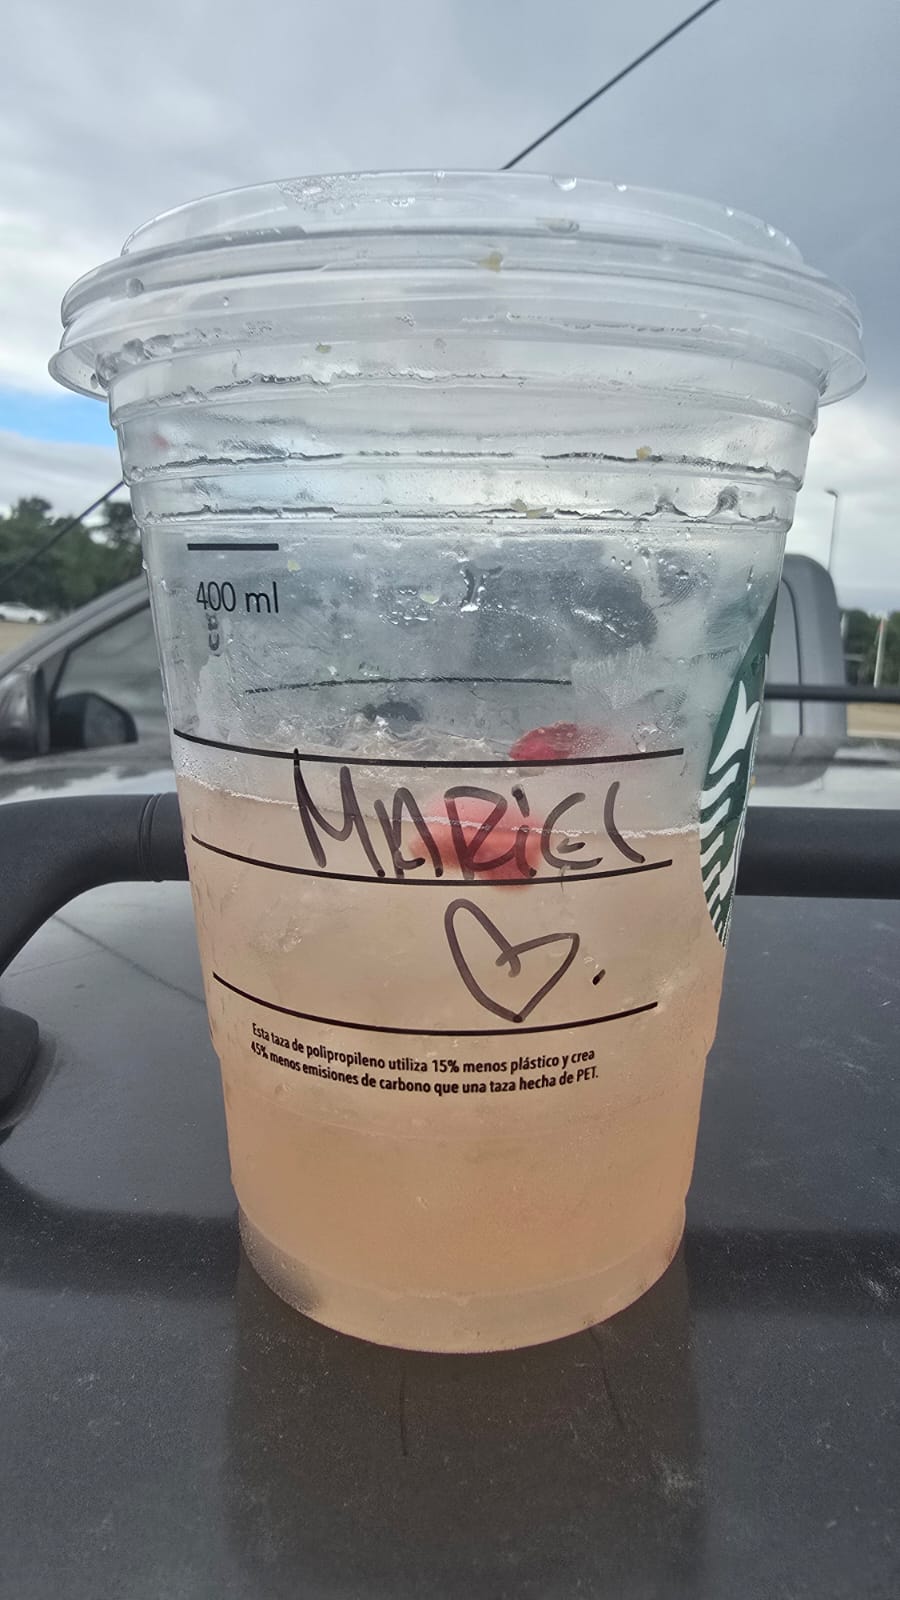 400 ml
MARiEl
Esta taza de polipropileno utiliza 15% menos plástico y crea
45% menos emisiones de carbono que una taza hecha de PET.